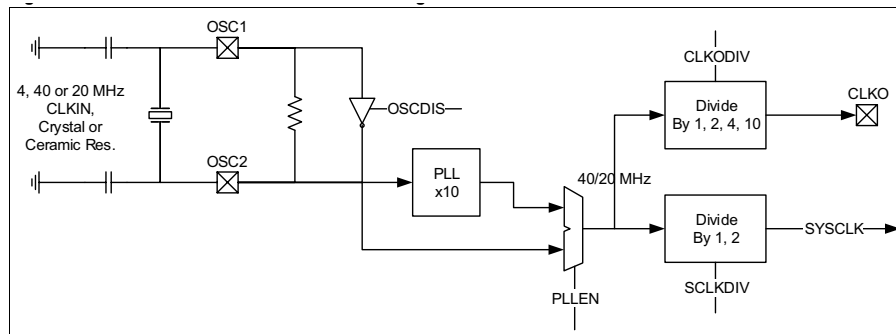 OSC1
4, 40 or 20 MHz
CLKIN,
Crystal or
Ceramic Res.
OSCDIS
OSC2
PLL
x10
40/20 MHz
PLLEN
CLKODIV
Divide
By 1, 2, 4, 10
CLKO
Divide
By 1, 2
SYSCLK
SCLKDIV